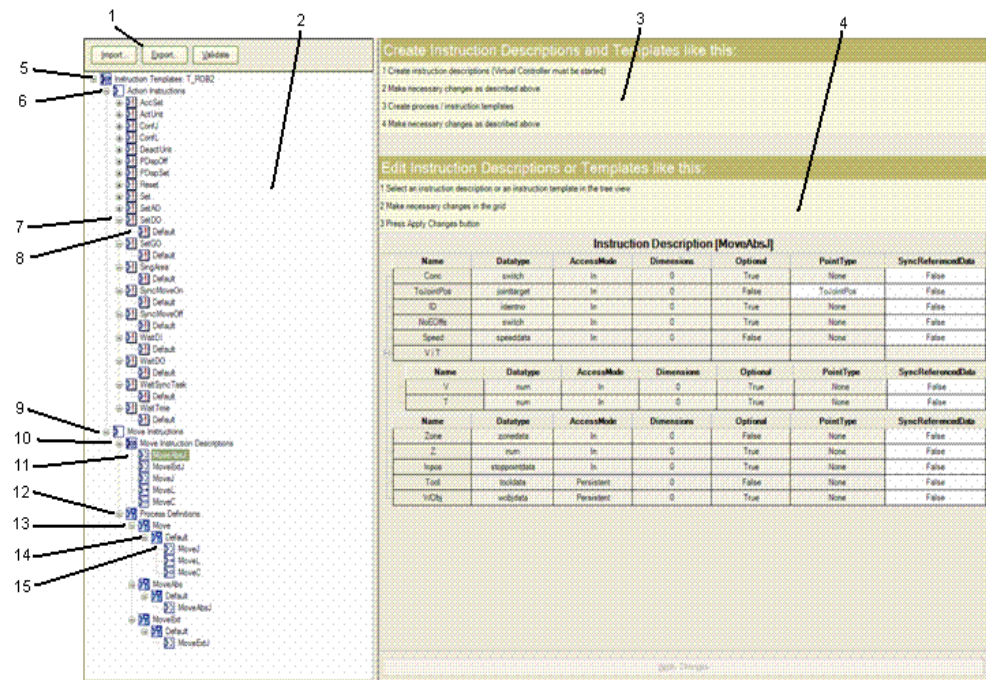 1
2
3
4
5
6
7
8
9
10
11
12
13
14
15
Import... Export... Validate
Instruction Templates: T_ROB2
Action Instructions
AccSet
ActUnit
ConfJ
ConfL
DeactUnit
PDispOff
PDispSet
Reset
Set
SetAO
SetDO
Default
SetGO
Default
SingArea
Default
SyncMoveOn
Default
SyncMoveOff
Default
WaitDI
Default
WaitDO
Default
WaitSyncTask
Default
WaitTime
Default
Move Instructions
Move Instruction Descriptions
MoveAbsJ
MoveExtJ
MoveJ
MoveL
MoveC
Process Definitions
Move
Default
MoveJ
MoveL
MoveC
MoveAbs
Default
MoveAbsJ
MoveExt
Default
MoveExtJ
Create Instruction Descriptions and Templates like this:
1 Create instruction descriptions (Virtual Controller must be started)
2 Make necessary changes as described above
3 Create process / instruction templates
4 Make necessary changes as described above
Edit Instruction Descriptions or Templates like this:
1 Select an instruction description or an instruction template in the tree view
2 Make necessary changes in the grid
3 Press Apply Changes button
Instruction Description [MoveAbsJ]
Name Datatype AccessMode Dimensions Optional PointType SyncReferencedData
Conc switch In 0 True None False
ToJointPos jointtarget In 0 False ToJointPos False
ID identno In 0 True None False
NoEOffs switch In 0 True None False
Speed speeddata In 0 False None False
V / T
Name Datatype AccessMode Dimensions Optional PointType SyncReferencedData
V num In 0 True None False
T num In 0 True None False
Name Datatype AccessMode Dimensions Optional PointType SyncReferencedData
Zone zonedata In 0 False None False
Z num In 0 True None False
Inpos stoppointdata In 0 True None False
Tool tooldata Persistent 0 False None False
WObj wobjdata Persistent 0 True None False
Apply Changes